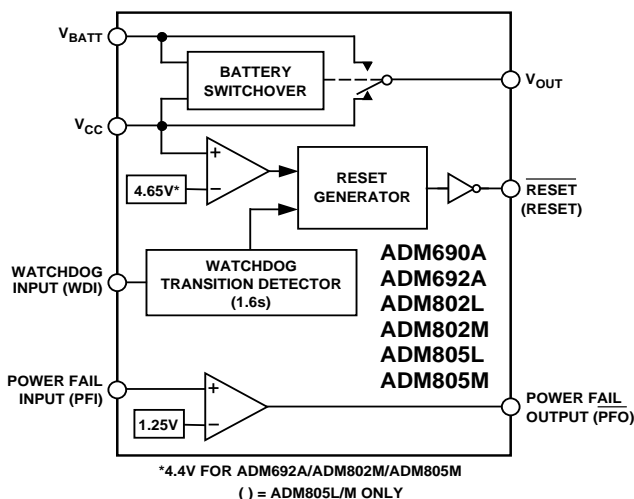 VBATT
BATTERY
SWITCHOVER
VOUT
VCC
+
4.65V*
−
RESET
GENERATOR
RESET
(RESET)
WATCHDOG
INPUT (WDI)
WATCHDOG
TRANSITION DETECTOR
(1.6s)
ADM690A
ADM692A
ADM802L
ADM802M
ADM805L
ADM805M
POWER FAIL
INPUT (PFI)
+
1.25V
−
POWER FAIL
OUTPUT (PFO)
*4.4V FOR ADM692A/ADM802M/ADM805M
( ) = ADM805L/M ONLY